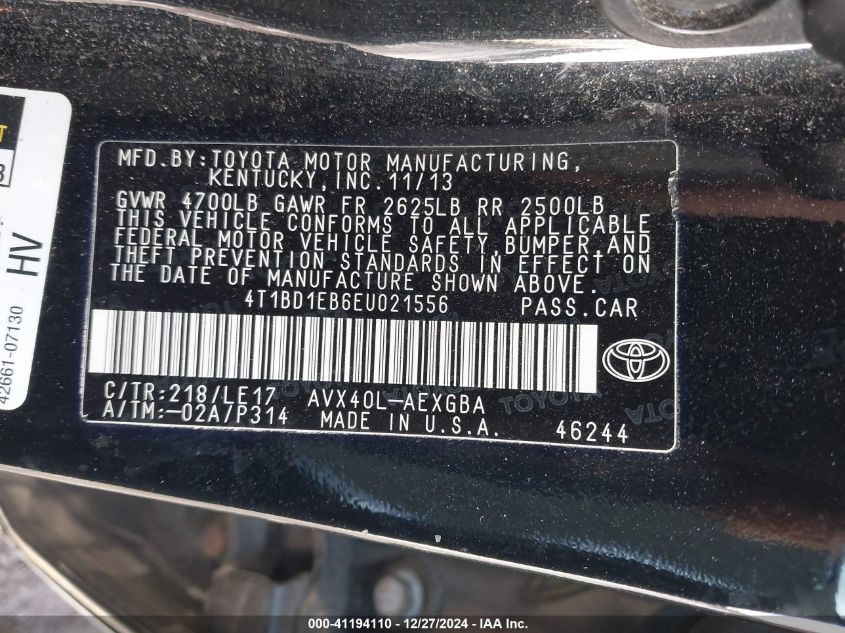 MFD.BY:TOYOTA MOTOR MANUFACTURING,
KENTUCKY, INC. 11/13
GVWR 4700LB GAWR FR 2625LB RR 2500LB
THIS VEHICLE CONFORMS TO ALL APPLICABLE
FEDERAL MOTOR VEHICLE SAFETY, BUMPER, AND
THEFT PREVENTION STANDARDS IN EFFECT ON
THE DATE OF MANUFACTURE SHOWN ABOVE.
4T1BD1EB6EU021556 PASS.CAR
C/TR:218/LE17 AVX40L-AEXGBA
A/TM:-02A/P314 MADE IN U.S.A. 46244
HV
42661-07130
TOYOTA
000-41194110 - 12/27/2024 - IAA Inc.